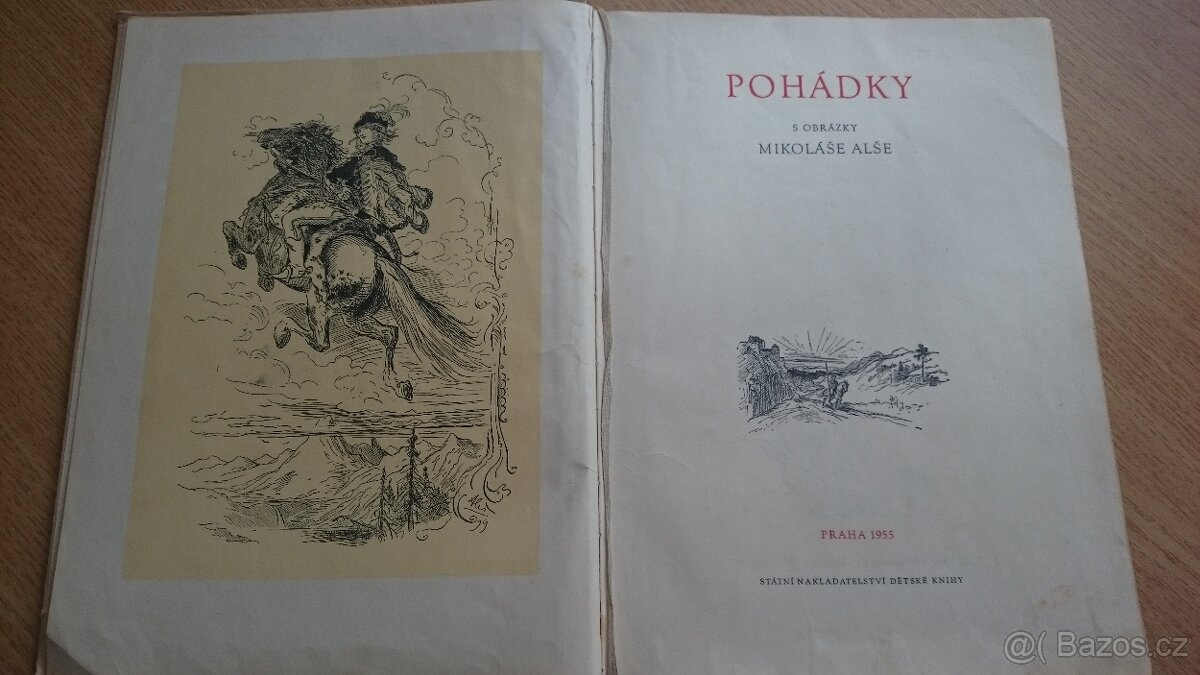 POHÁDKY
S OBRÁZKY
MIKOLÁŠE ALŠE
PRAHA 1955
STÁTNÍ NAKLADATELSTVÍ DĚTSKÉ KNIHY
@( Bazos.cz